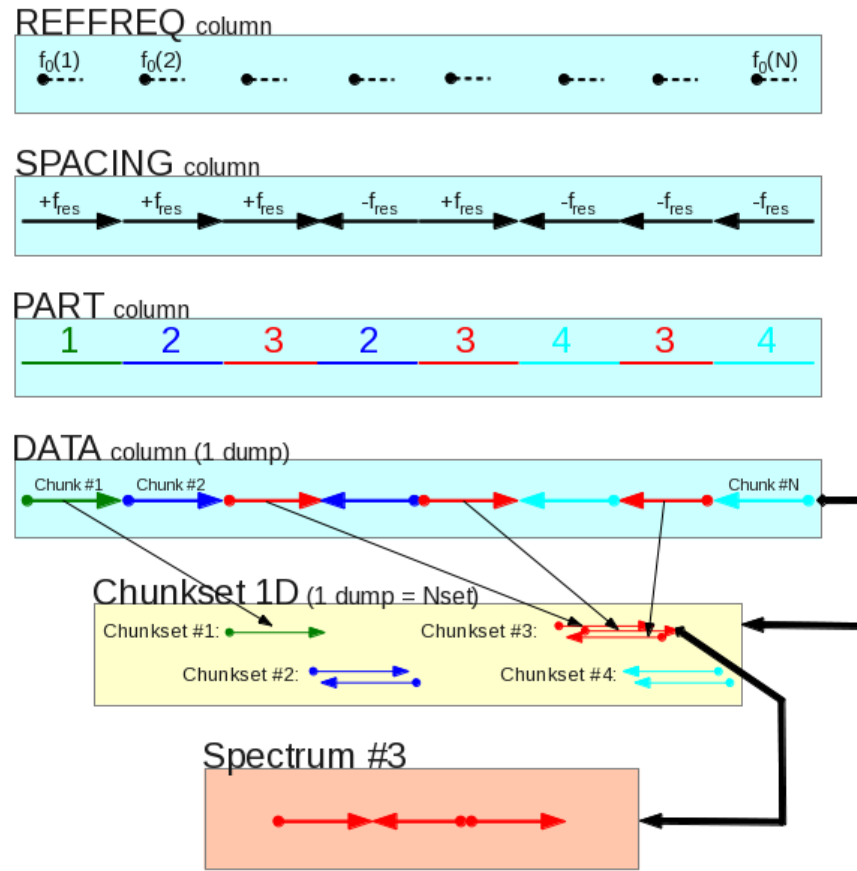 REFFREQ column
f0(1) f0(2) f0(N)
SPACING column
+fres +fres +fres -fres +fres -fres -fres -fres
PART column
1 2 3 2 3 4 3 4
DATA column (1 dump)
Chunk #1 Chunk #2 Chunk #N
Chunkset 1D (1 dump = Nset)
Chunkset #1: Chunkset #3:
Chunkset #2: Chunkset #4:
Spectrum #3